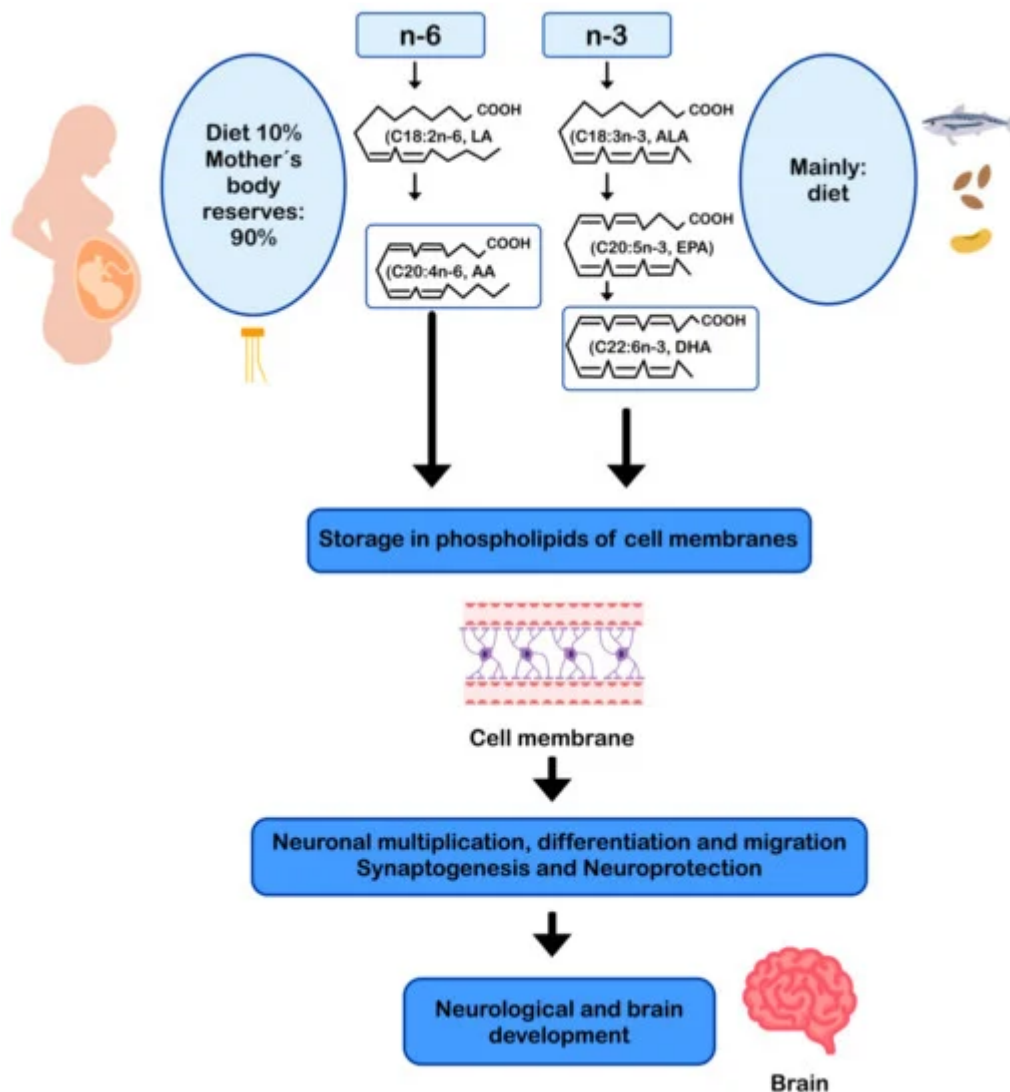 n-6
n-3
Diet 10%
Mother´s
body
reserves:
90%
COOH
(C18:2n-6, LA
COOH
(C20:4n-6, AA
COOH
(C18:3n-3, ALA
COOH
(C20:5n-3, EPA)
COOH
(C22:6n-3, DHA
Mainly:
diet
Storage in phospholipids of cell membranes
Cell membrane
Neuronal multiplication, differentiation and migration
Synaptogenesis and Neuroprotection
Neurological and brain
development
Brain